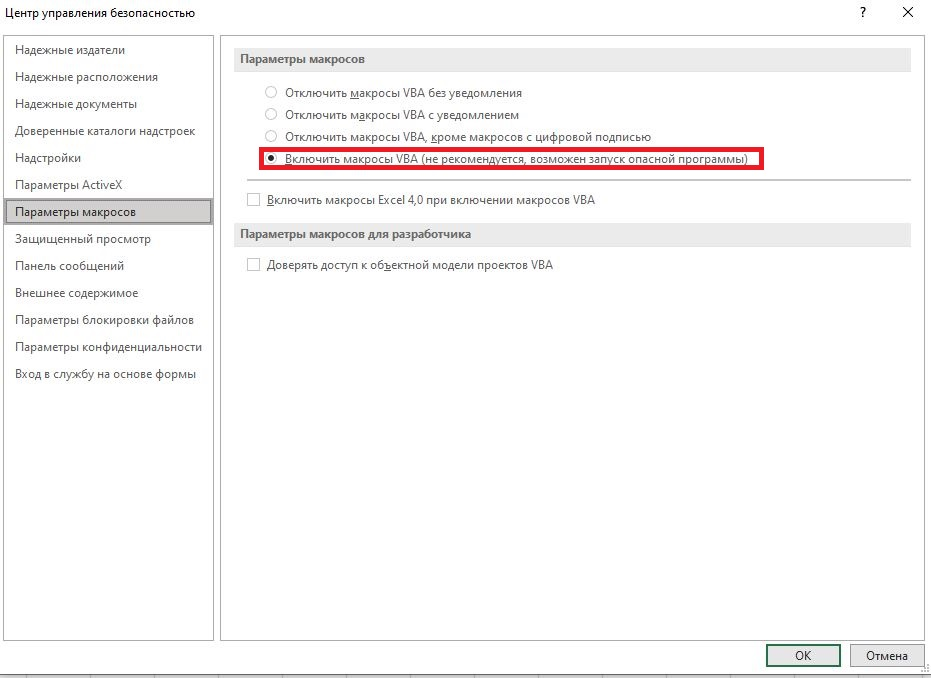 Центр управления безопасностью
?
Надежные издатели
Надежные расположения
Надежные документы
Доверенные каталоги надстроек
Надстройки
Параметры ActiveX
Параметры макросов
Защищенный просмотр
Панель сообщений
Внешнее содержимое
Параметры блокировки файлов
Параметры конфиденциальности
Вход в службу на основе формы
Параметры макросов
Отключить макросы VBA без уведомления
Отключить макросы VBA с уведомлением
Отключить макросы VBA, кроме макросов с цифровой подписью
Включить макросы VBA (не рекомендуется, возможен запуск опасной программы)
Включить макросы Excel 4,0 при включении макросов VBA
Параметры макросов для разработчика
Доверять доступ к объектной модели проектов VBA
ОК
Отмена